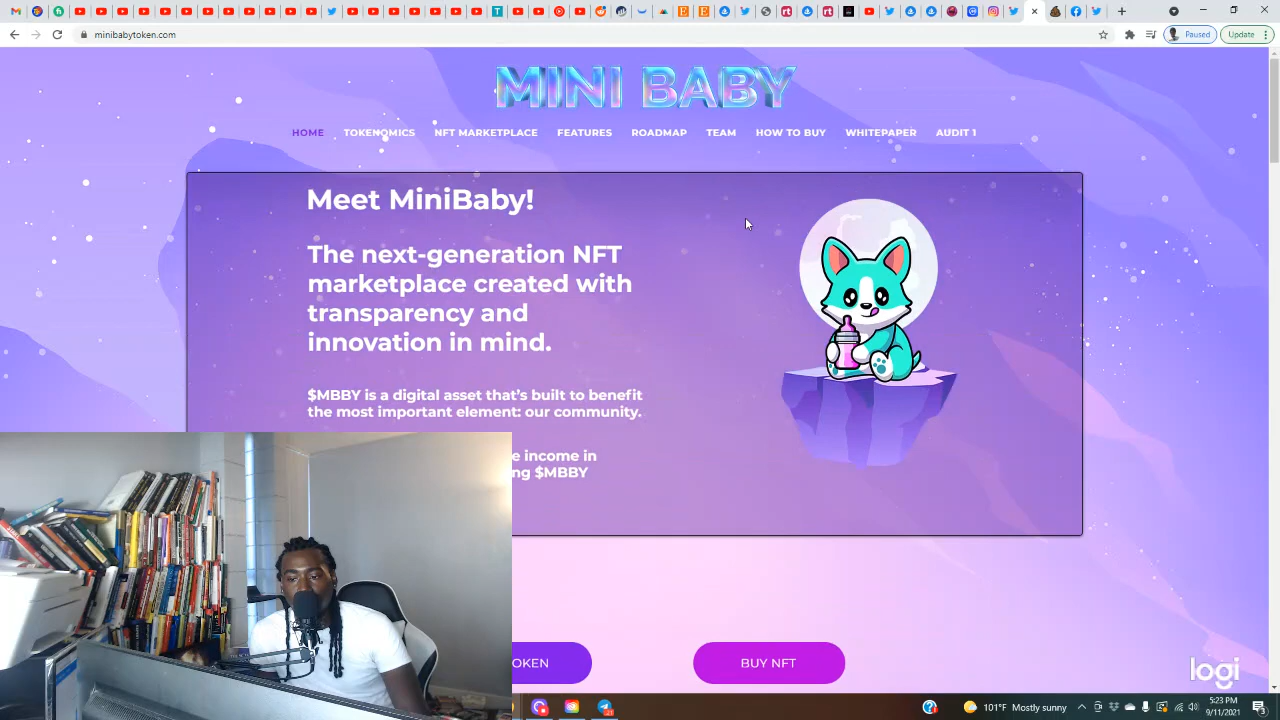 minibabytoken.com
Paused
Update
MINI BABY
HOME TOKENOMICS NFT MARKETPLACE FEATURES ROADMAP TEAM HOW TO BUY WHITEPAPER AUDIT 1
Meet MiniBaby!
The next-generation NFT
marketplace created with
transparency and
innovation in mind.
$MBBY is a digital asset that's built to benefit
the most important element: our community.
e income in
ng $MBBY
OKEN
BUY NFT
logi
101°F Mostly sunny
5:23 PM
9/11/2021